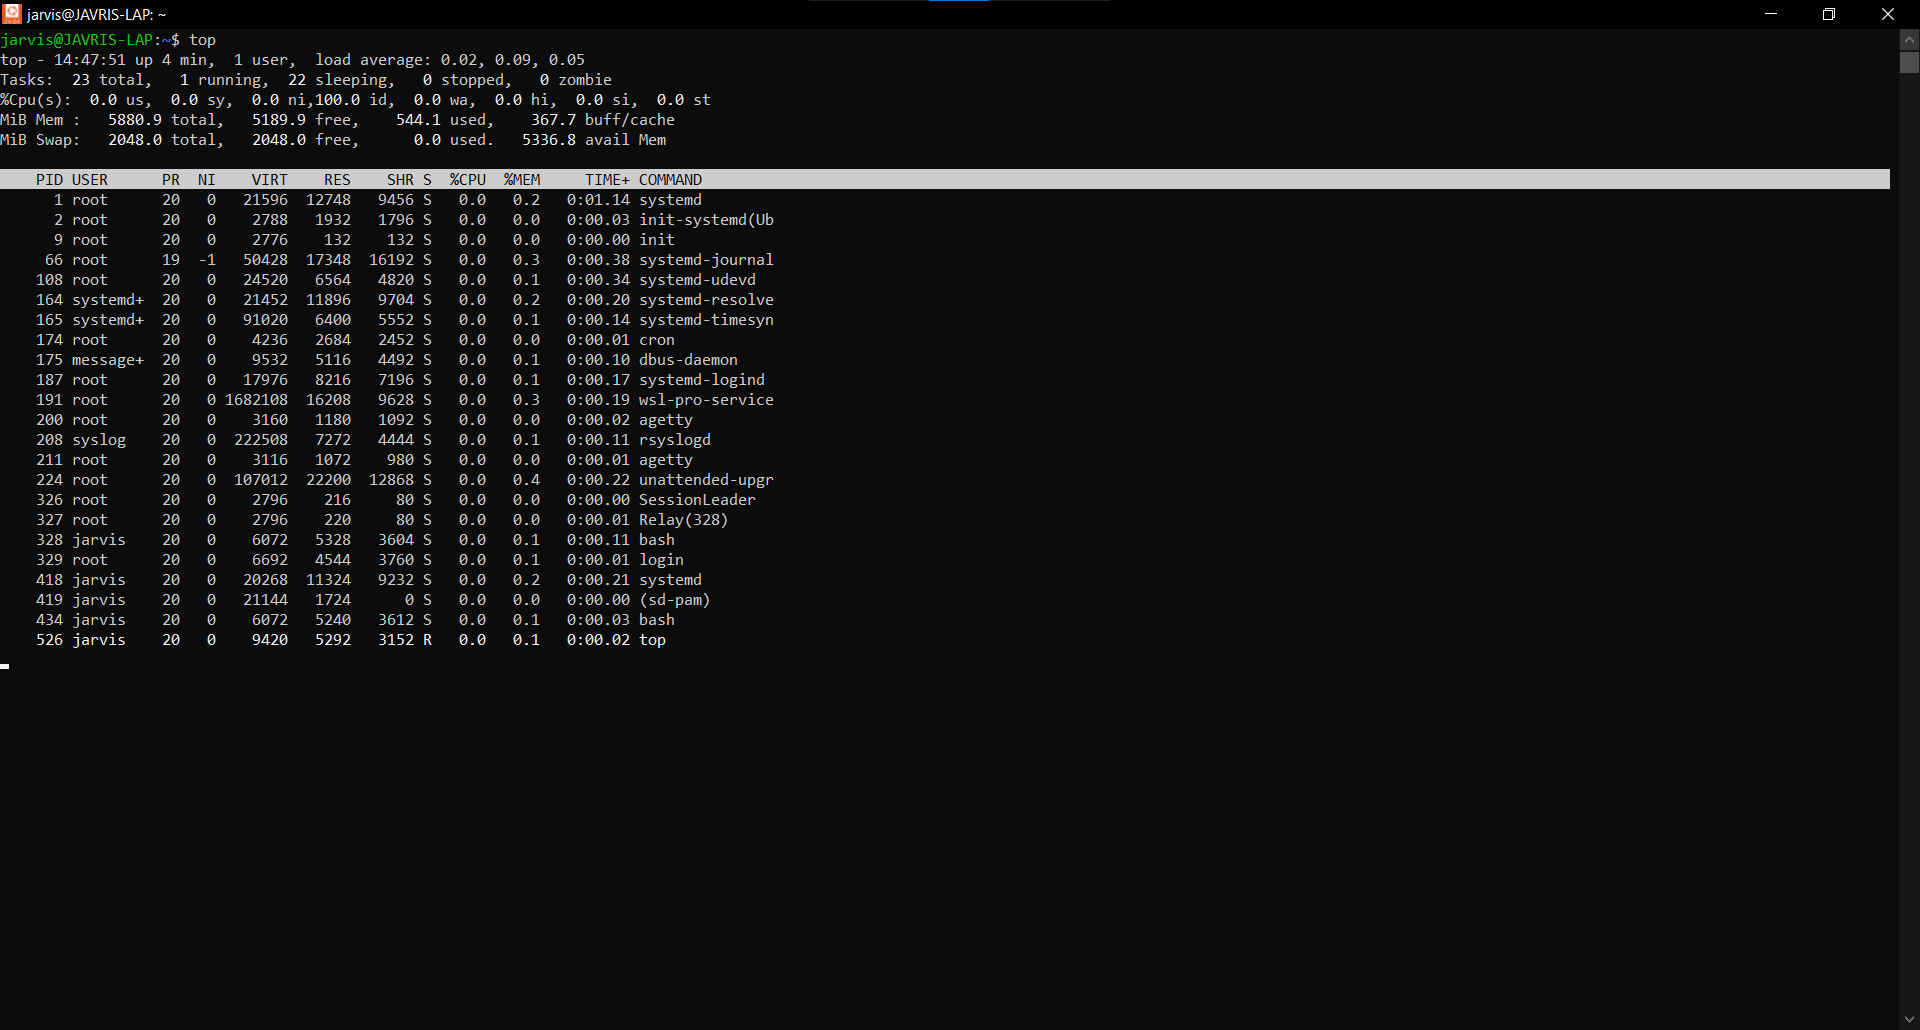 jarvis@JAVRIS-LAP: ~
jarvis@JAVRIS-LAP:~$ top
top - 14:47:51 up 4 min,  1 user,  load average: 0.02, 0.09, 0.05
Tasks:  23 total,   1 running,  22 sleeping,   0 stopped,   0 zombie
%Cpu(s):  0.0 us,  0.0 sy,  0.0 ni,100.0 id,  0.0 wa,  0.0 hi,  0.0 si,  0.0 st
MiB Mem :   5880.9 total,   5189.9 free,    544.1 used,    367.7 buff/cache
MiB Swap:   2048.0 total,   2048.0 free,      0.0 used.   5336.8 avail Mem
    PID USER      PR  NI    VIRT    RES    SHR S  %CPU  %MEM     TIME+ COMMAND
      1 root      20   0   21596  12748   9456 S   0.0   0.2   0:01.14 systemd
      2 root      20   0    2788   1932   1796 S   0.0   0.0   0:00.03 init-systemd(Ub
      9 root      20   0    2776    132    132 S   0.0   0.0   0:00.00 init
     66 root      19  -1   50428  17348  16192 S   0.0   0.3   0:00.38 systemd-journal
    108 root      20   0   24520   6564   4820 S   0.0   0.1   0:00.34 systemd-udevd
    164 systemd+  20   0   21452  11896   9704 S   0.0   0.2   0:00.20 systemd-resolve
    165 systemd+  20   0   91020   6400   5552 S   0.0   0.1   0:00.14 systemd-timesyn
    174 root      20   0    4236   2684   2452 S   0.0   0.0   0:00.01 cron
    175 message+  20   0    9532   5116   4492 S   0.0   0.1   0:00.10 dbus-daemon
    187 root      20   0   17976   8216   7196 S   0.0   0.1   0:00.17 systemd-logind
    191 root      20   0 1682108  16208   9628 S   0.0   0.3   0:00.19 wsl-pro-service
    200 root      20   0    3160   1180   1092 S   0.0   0.0   0:00.02 agetty
    208 syslog    20   0  222508   7272   4444 S   0.0   0.1   0:00.11 rsyslogd
    211 root      20   0    3116   1072    980 S   0.0   0.0   0:00.01 agetty
    224 root      20   0  107012  22200  12868 S   0.0   0.4   0:00.22 unattended-upgr
    326 root      20   0    2796    216     80 S   0.0   0.0   0:00.00 SessionLeader
    327 root      20   0    2796    220     80 S   0.0   0.0   0:00.01 Relay(328)
    328 jarvis    20   0    6072   5328   3604 S   0.0   0.1   0:00.11 bash
    329 root      20   0    6692   4544   3760 S   0.0   0.1   0:00.01 login
    418 jarvis    20   0   20268  11324   9232 S   0.0   0.2   0:00.21 systemd
    419 jarvis    20   0   21144   1724      0 S   0.0   0.0   0:00.00 (sd-pam)
    434 jarvis    20   0    6072   5240   3612 S   0.0   0.1   0:00.03 bash
    526 jarvis    20   0    9420   5292   3152 R   0.0   0.1   0:00.02 top